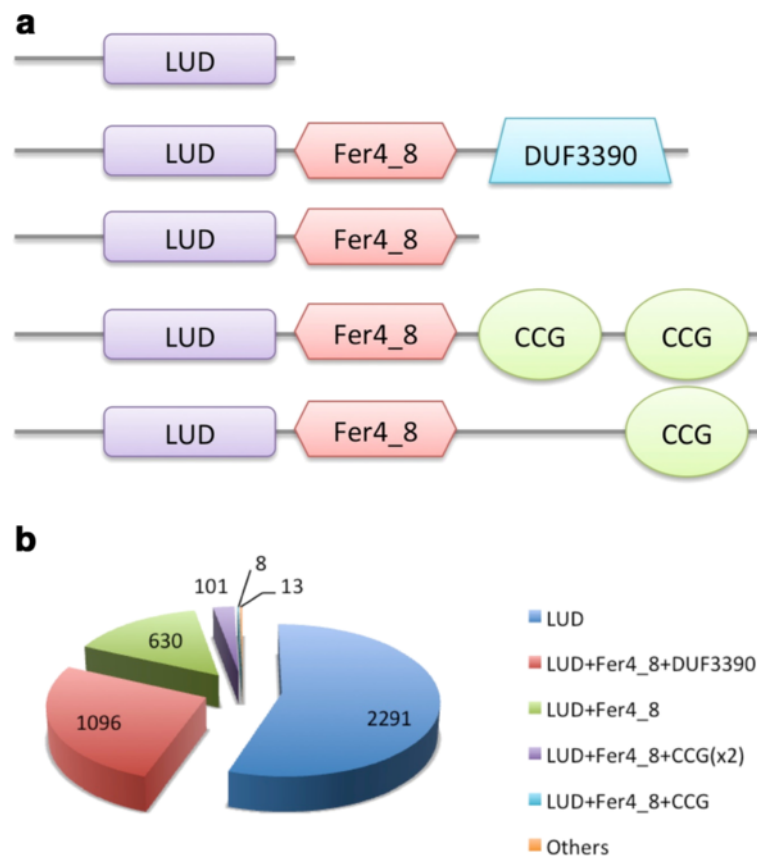 a
LUD
LUD Fer4_8 DUF3390
LUD Fer4_8
LUD Fer4_8 CCG CCG
LUD Fer4_8 CCG
b
8
101 13
630
1096
2291
LUD
LUD+Fer4_8+DUF3390
LUD+Fer4_8
LUD+Fer4_8+CCG(x2)
LUD+Fer4_8+CCG
Others